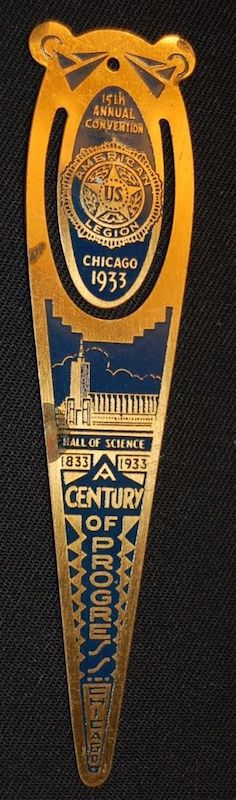 15th
ANNUAL
CONVENTION
AMERICAN
US
LEGION
CHICAGO
1933
HALL OF SCIENCE
1833 1933
A
CENTURY
OF
PROGRESS
CHICAGO